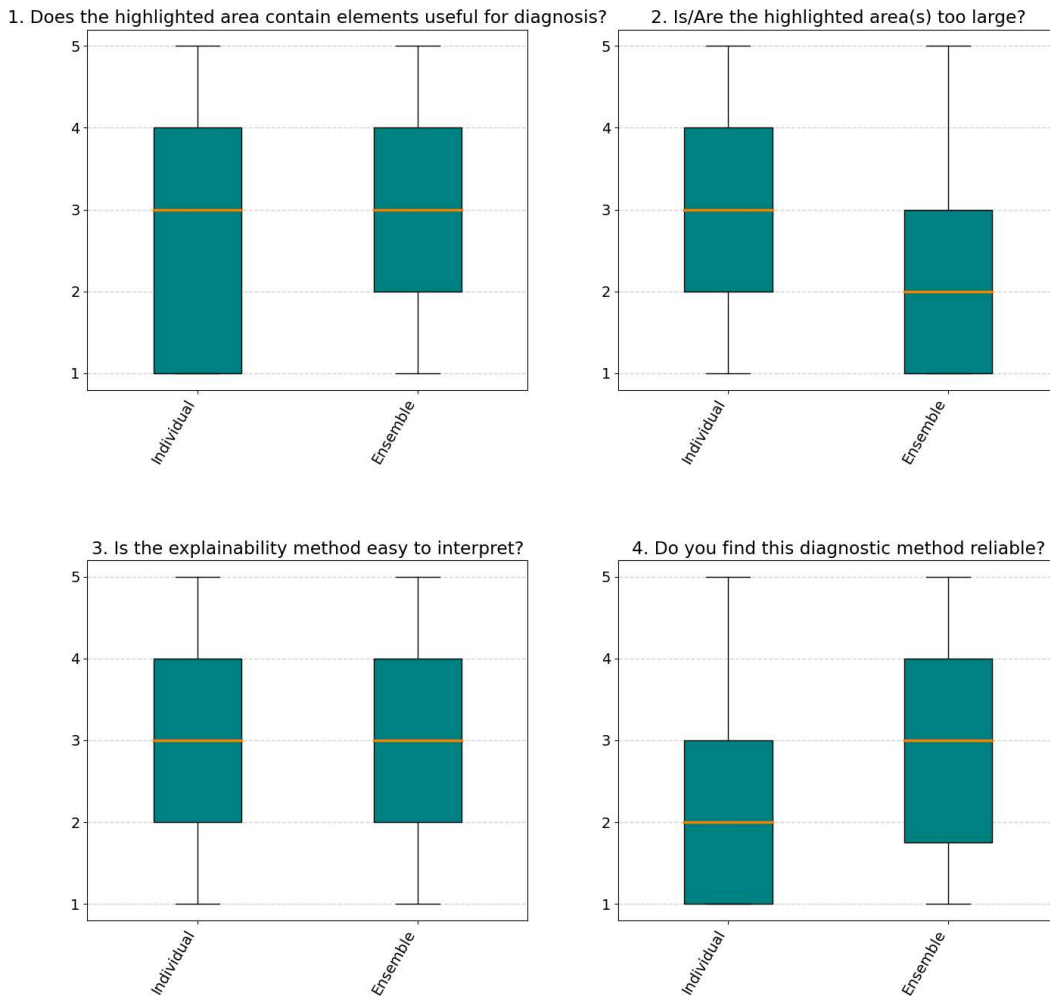 1. Does the highlighted area contain elements useful for diagnosis?
5
4
3
2
1
Individual
Ensemble
2. Is/Are the highlighted area(s) too large?
5
4
3
2
1
Individual
Ensemble
3. Is the explainability method easy to interpret?
5
4
3
2
1
Individual
Ensemble
4. Do you find this diagnostic method reliable?
5
4
3
2
1
Individual
Ensemble